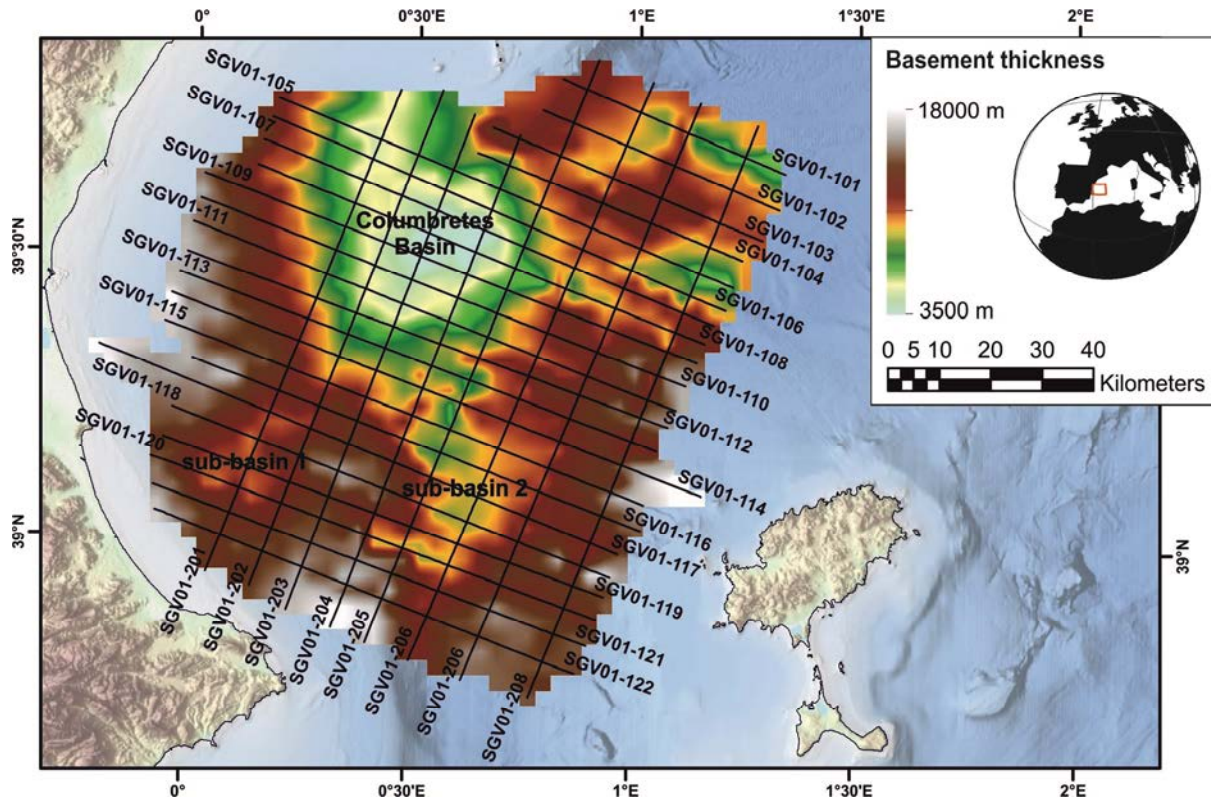 0°
0°30'E
1°E
1°30'E
2°E
39°30'N
39°N
39°N
SGV01-105
SGV01-107
SGV01-109
SGV01-111
SGV01-113
SGV01-115
SGV01-118
SGV01-120
Columbretes
Basin
sub-basin 1
sub-basin 2
SGV01-101
SGV01-102
SGV01-103
SGV01-104
SGV01-106
SGV01-108
SGV01-110
SGV01-112
SGV01-114
SGV01-116
SGV01-117
SGV01-119
SGV01-121
SGV01-122
SGV01-201
SGV01-202
SGV01-203
SGV01-204
SGV01-205
SGV01-206
SGV01-206
SGV01-208
Basement thickness
18000 m
3500 m
0 5 10 20 30 40
Kilometers
0°
0°30'E
1°E
1°30'E
2°E